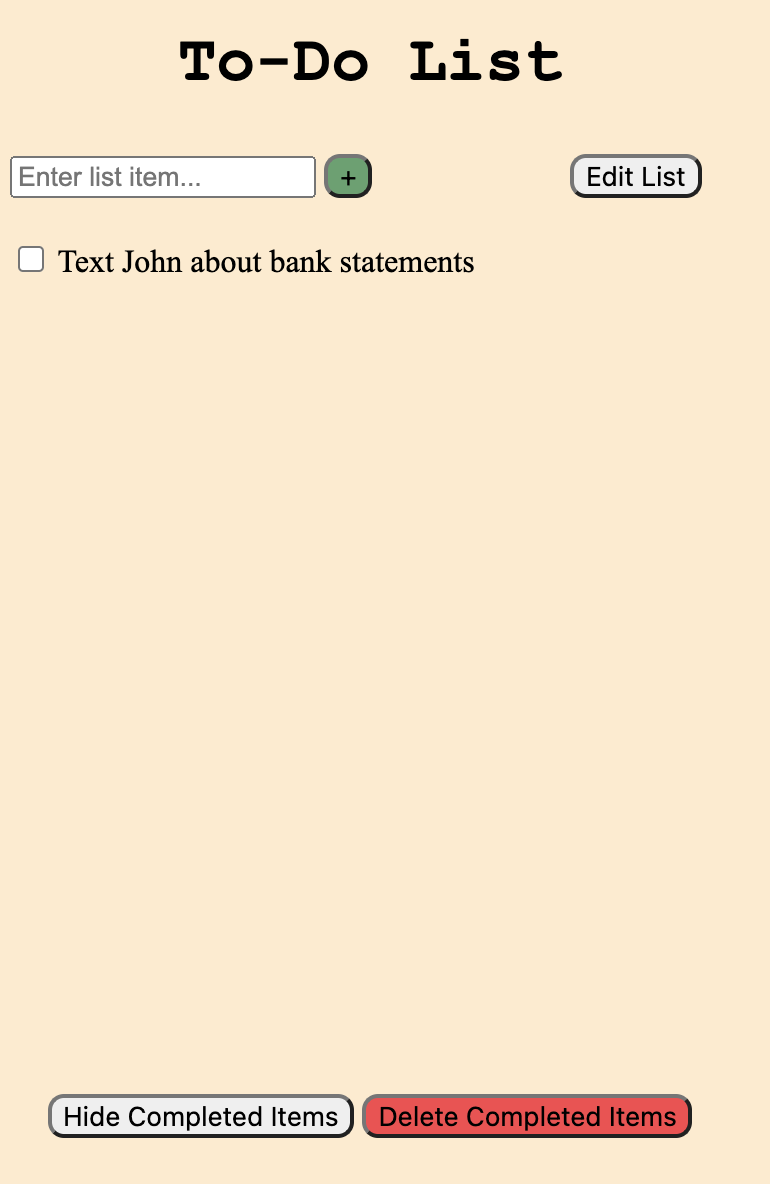 To-Do List
Enter list item... + Edit List
Text John about bank statements
Hide Completed Items Delete Completed Items